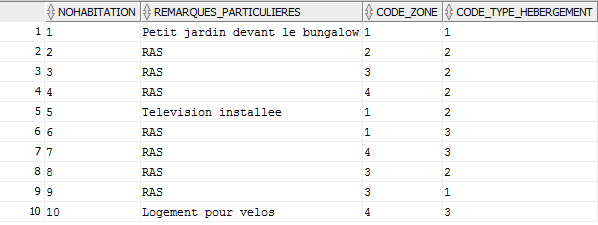 NOHABITATION REMARQUES_PARTICULIERES CODE_ZONE CODE_TYPE_HEBERGEMENT
1 1 Petit jardin devant le bungalow 1 1
2 2 RAS 2 2
3 3 RAS 3 2
4 4 RAS 4 2
5 5 Television installee 1 2
6 6 RAS 1 3
7 7 RAS 4 3
8 8 RAS 3 2
9 9 RAS 3 1
10 10 Logement pour velos 4 3